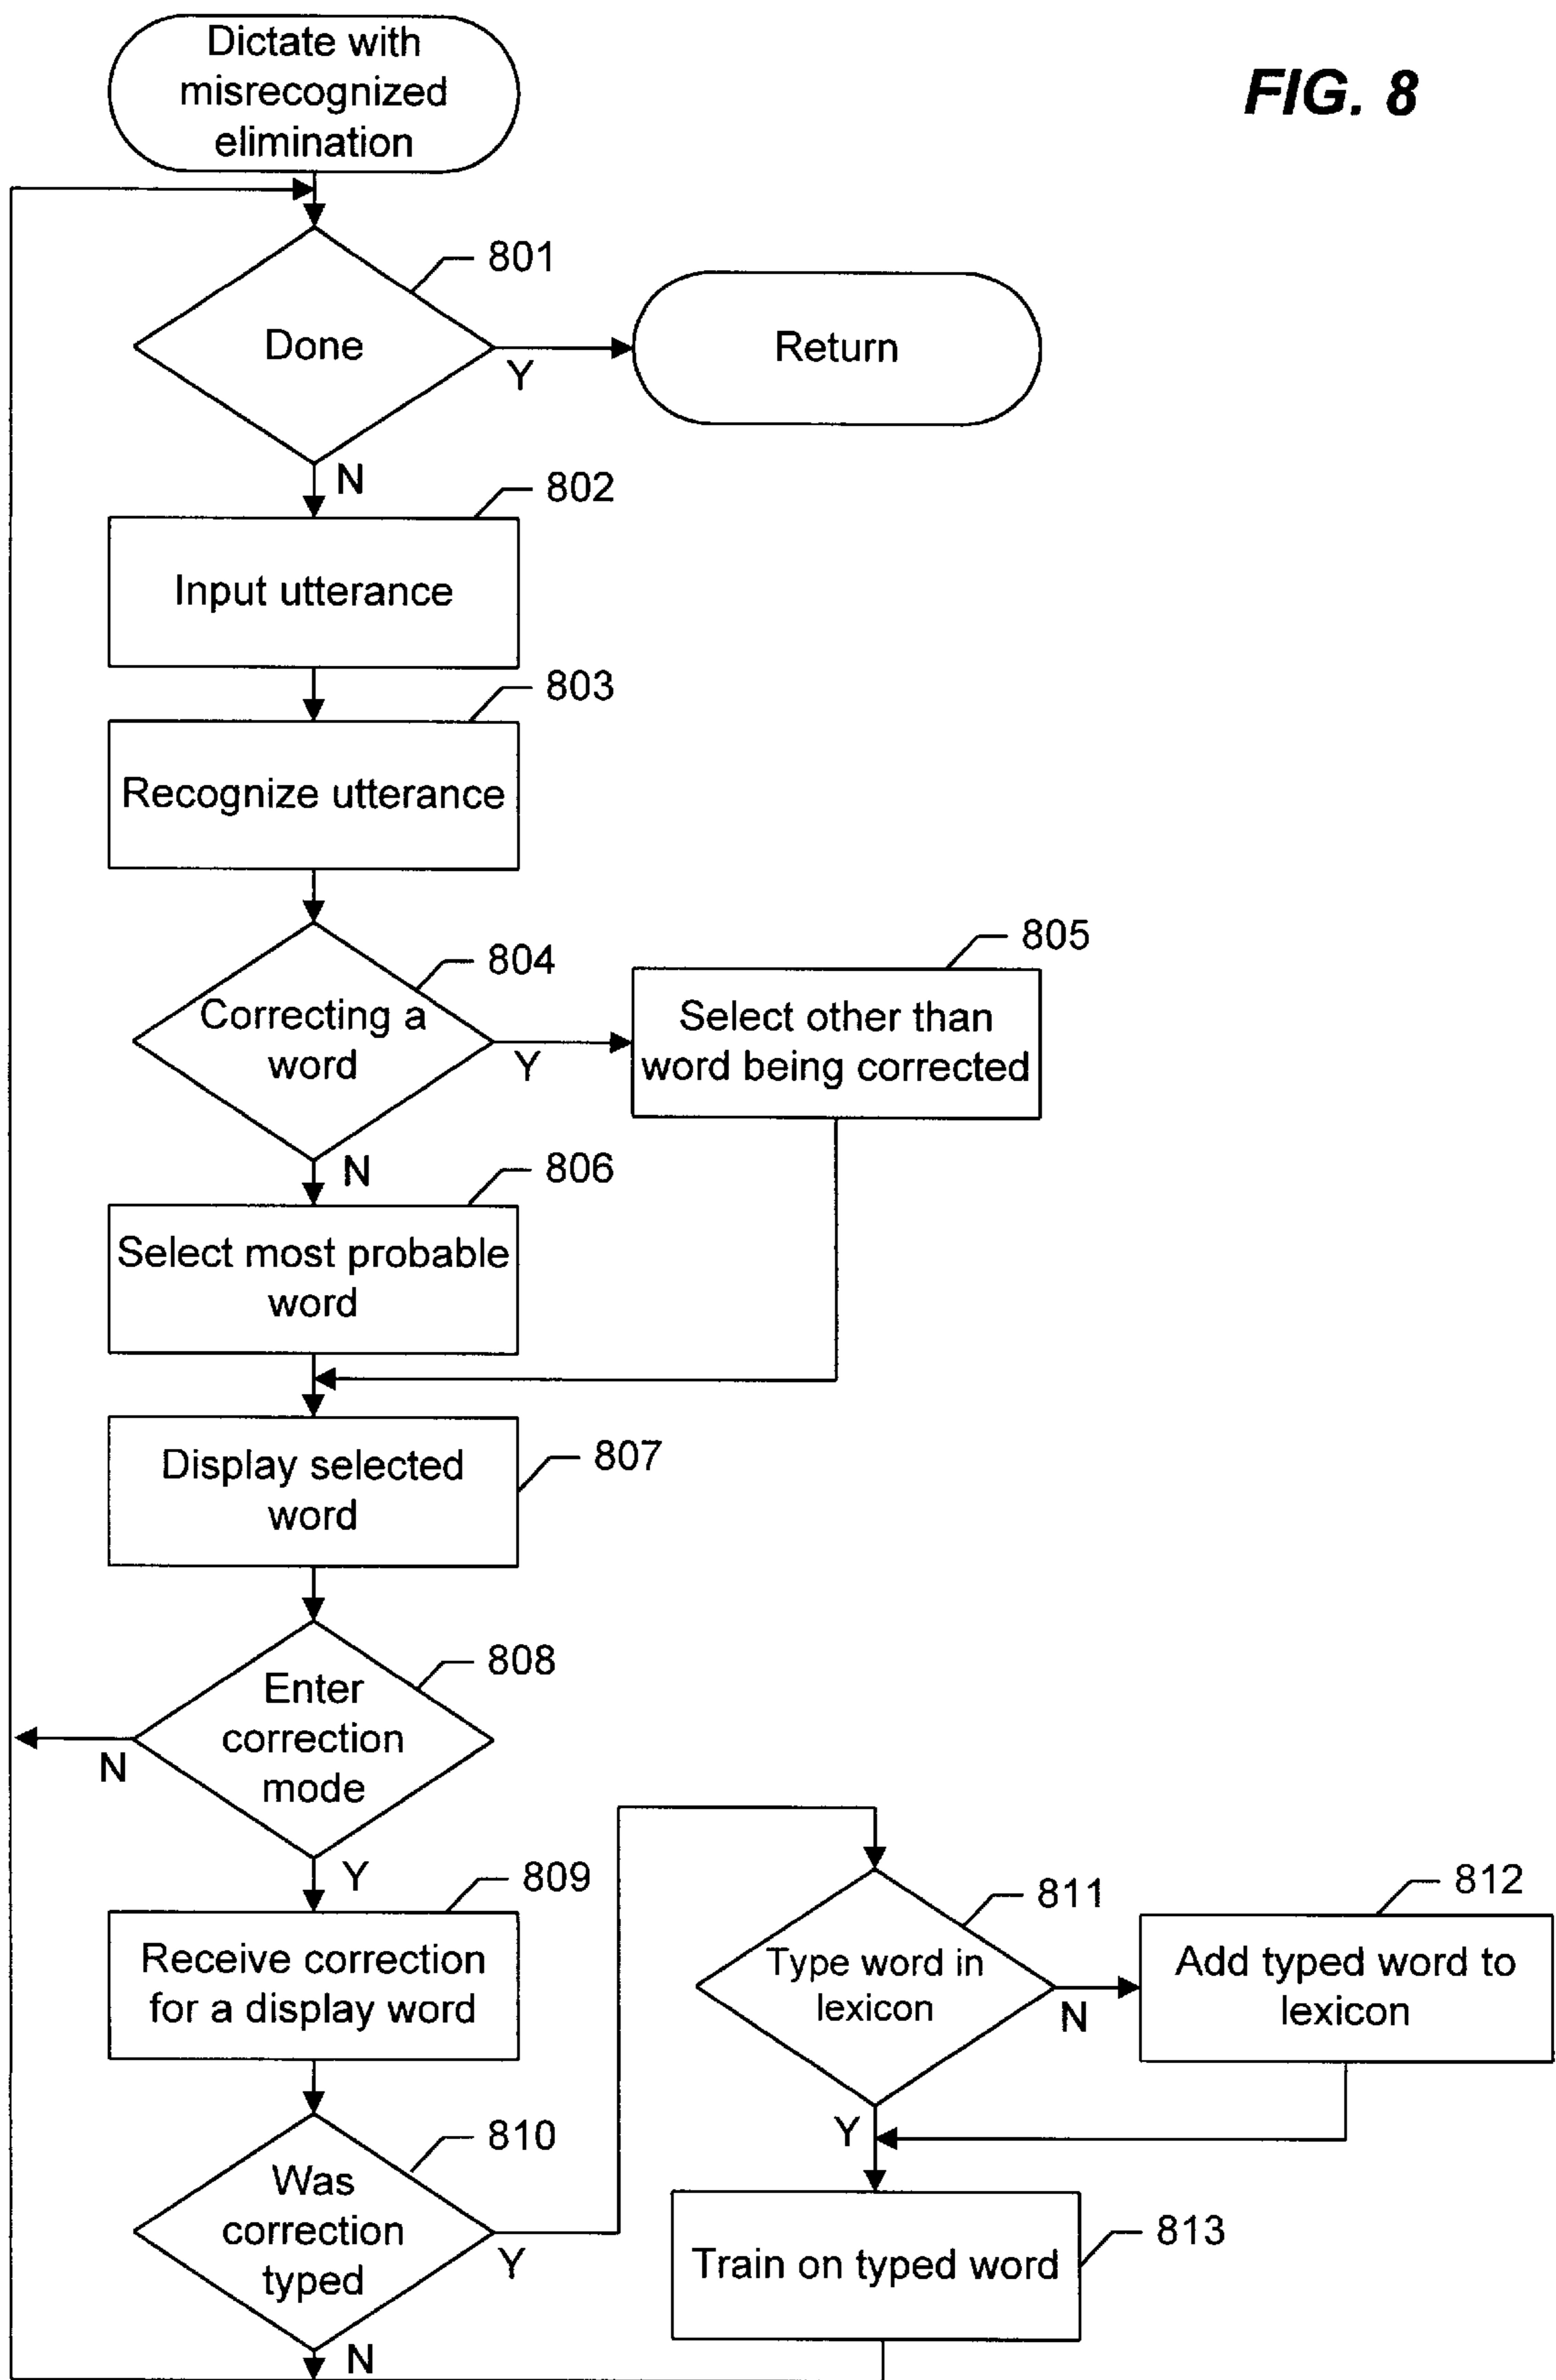 Dictate with
misrecognized
elimination
FIG. 8
801
Done
Y
Return
N
802
Input utterance
803
Recognize utterance
804
Correcting a
word
Y
805
Select other than
word being corrected
N
806
Select most probable
word
807
Display selected
word
808
Enter
correction
mode
N
Y
809
Receive correction
for a display word
810
Was
correction
typed
Y
N
811
Type word in
lexicon
N
812
Add typed word to
lexicon
Y
813
Train on typed word